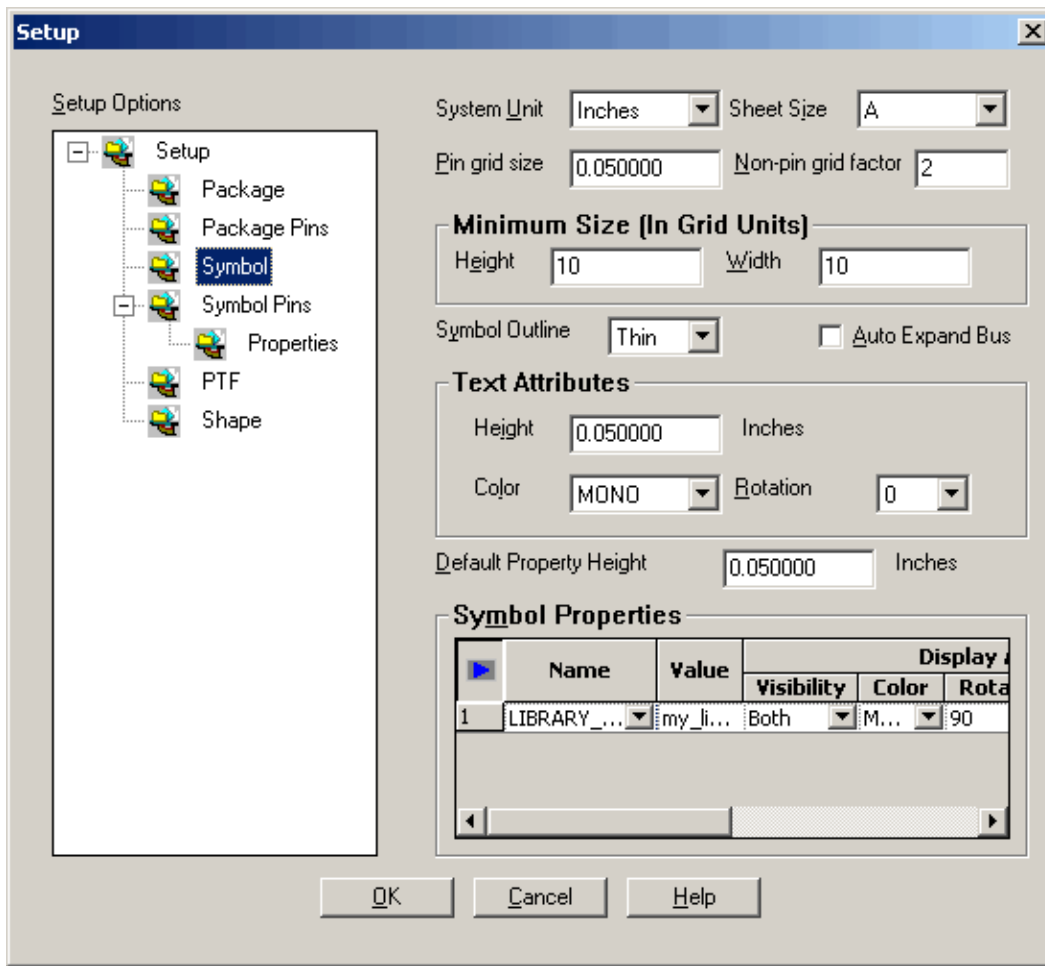 Setup
Setup Options
Setup
Package
Package Pins
Symbol
Symbol Pins
Properties
PTF
Shape
System Unit Inches Sheet Size A
Pin grid size 0.050000 Non-pin grid factor 2
Minimum Size (In Grid Units)
Height 10 Width 10
Symbol Outline Thin Auto Expand Bus
Text Attributes
Height 0.050000 Inches
Color MONO Rotation 0
Default Property Height 0.050000 Inches
Symbol Properties
Name Value Display
Visibility Color Rota
1 LIBRARY_... my_li... Both M... 90
OK Cancel Help